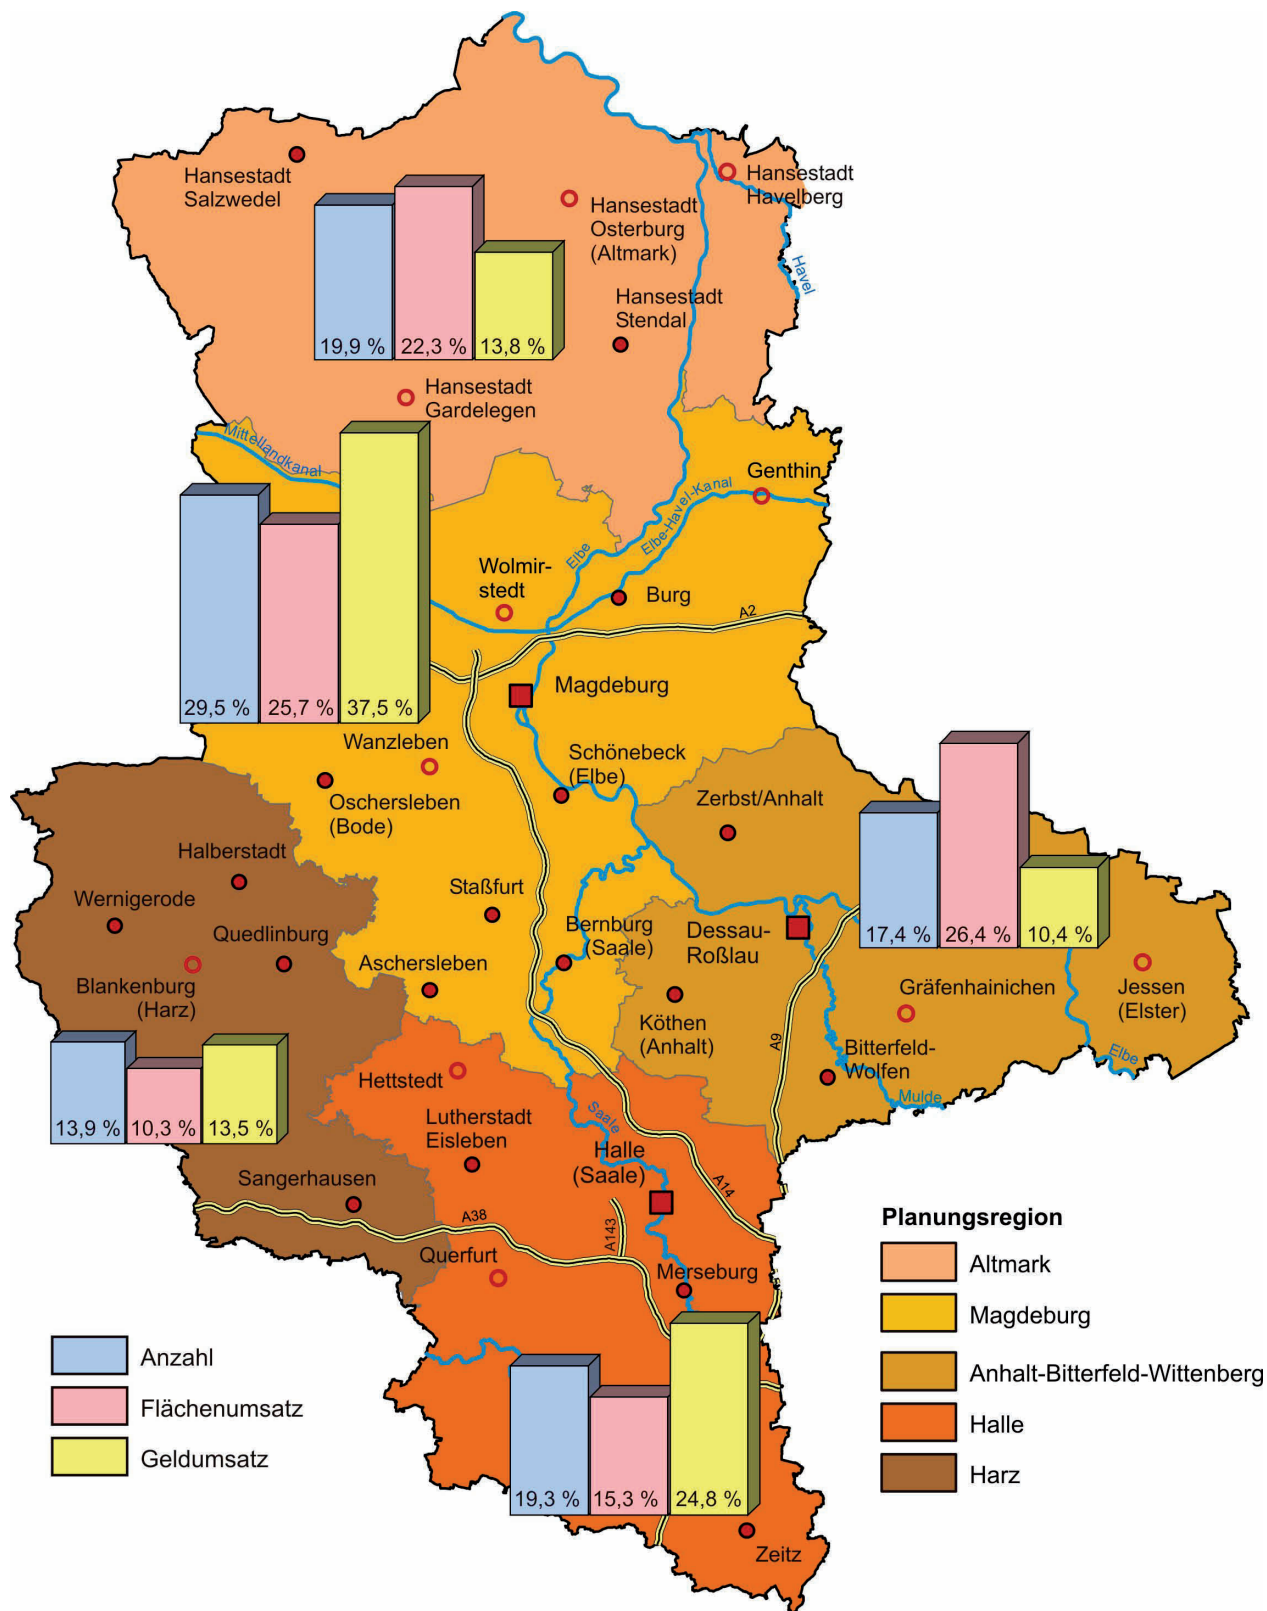 Hansestadt
Salzwedel
Hansestadt
Havelberg
Hansestadt
Osterburg
(Altmark)
Havel
Hansestadt
Stendal
19,9 %
22,3 %
13,8 %
Hansestadt
Gardelegen
Mittellandkanal
Genthin
Elbe-Havel-Kanal
Elbe
Wolmir-
stedt
Burg
A2
Magdeburg
29,5 %
25,7 %
37,5 %
Wanzleben
Schönebeck
(Elbe)
Oschersleben
(Bode)
Zerbst/Anhalt
Halberstadt
Wernigerode
Staßfurt
Quedlinburg
Bernburg
(Saale)
Dessau-
Roßlau
17,4 %
26,4 %
10,4 %
Aschersleben
Blankenburg
(Harz)
Gräfenhainichen
Jessen
(Elster)
Köthen
(Anhalt)
A9
Bitterfeld-
Wolfen
Elbe
Mulde
Hettstedt
13,9 %
10,3 %
13,5 %
Lutherstadt
Eisleben
Saale
Halle
(Saale)
Sangerhausen
A14
A38
A143
Querfurt
Merseburg
Planungsregion
Altmark
Magdeburg
Anhalt-Bitterfeld-Wittenberg
Halle
Harz
Anzahl
Flächenumsatz
Geldumsatz
19,3 %
15,3 %
24,8 %
Zeitz